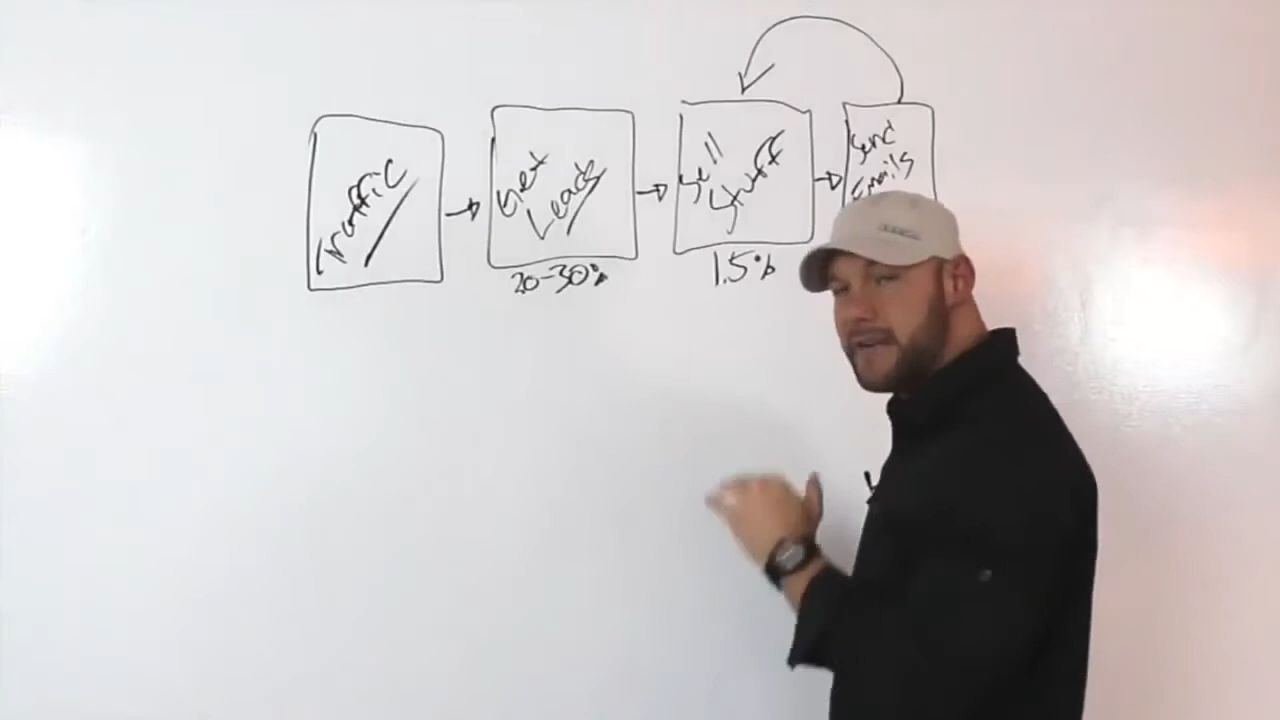 Traffic
Get
Leads
20-30%
Sell
Stuff
1.5%
Send
Emails